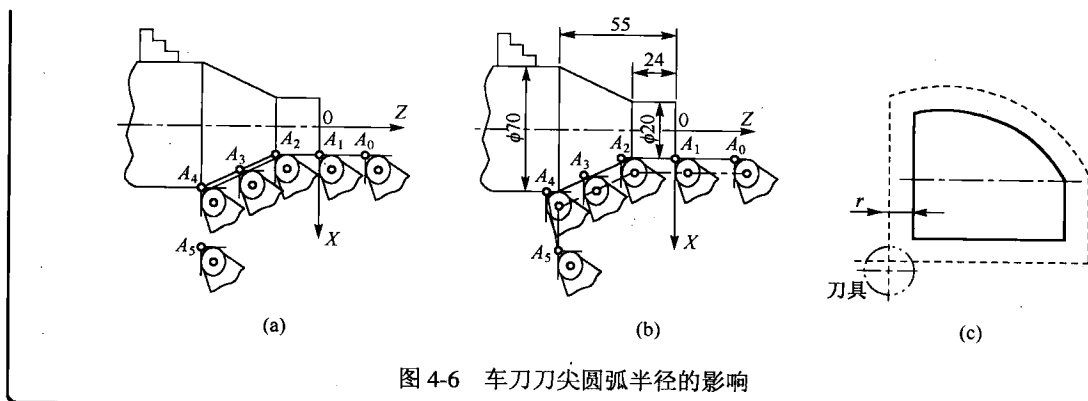 55
24
0
Z
A₂
A₁
A₀
A₃
A₄
X
A₅
(a)
φ70
φ20
0
Z
A₂
A₁
A₀
A₃
A₄
X
A₅
(b)
r
刀具
(c)
图 4-6 车刀刀尖圆弧半径的影响